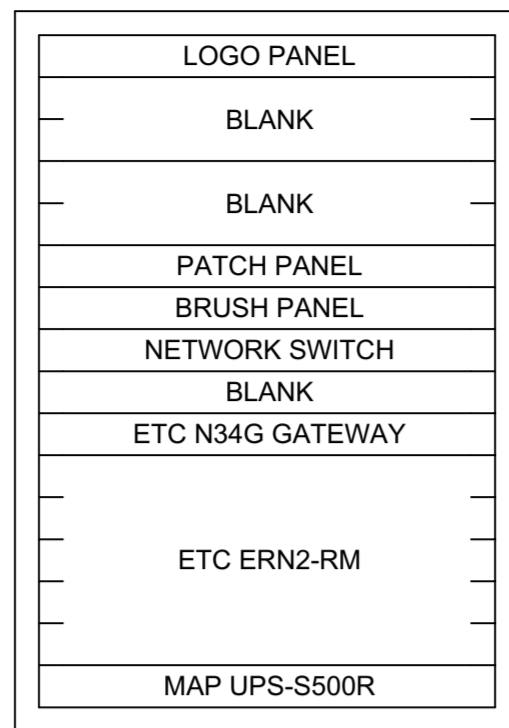 LOGO PANEL
BLANK
BLANK
PATCH PANEL
BRUSH PANEL
NETWORK SWITCH
BLANK
ETC N34G GATEWAY
ETC ERN2-RM
MAP UPS-S500R